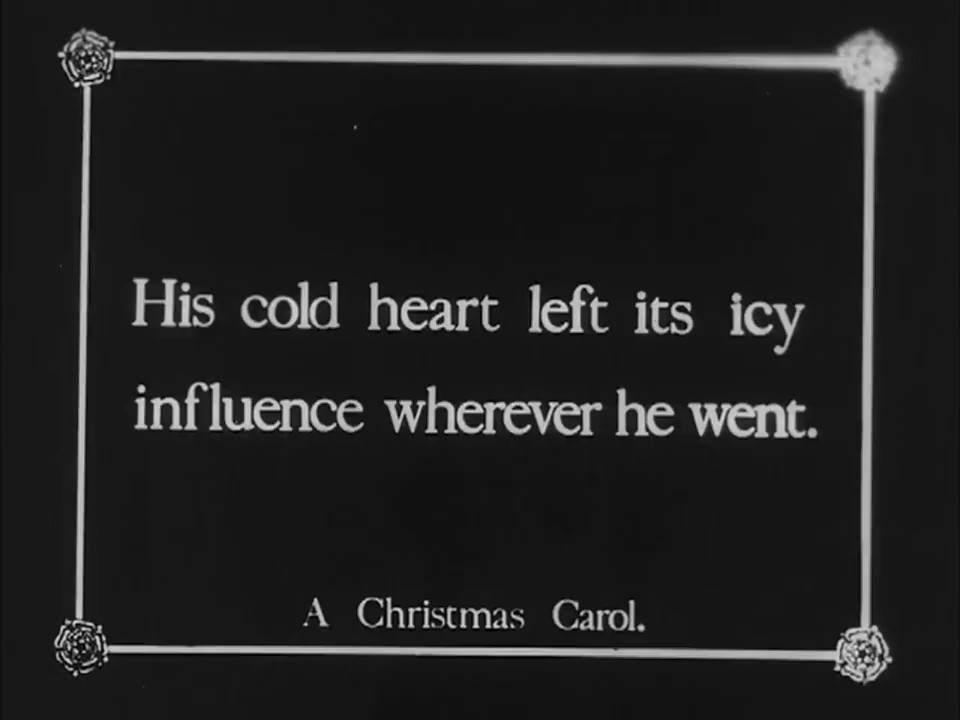 His cold heart left its icy
influence wherever he went.
A Christmas Carol.